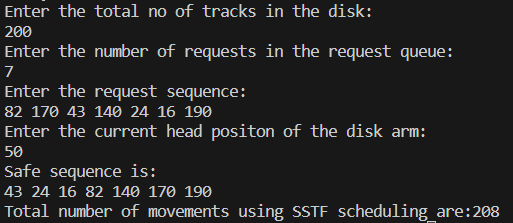 Enter the total no of tracks in the disk:
200
Enter the number of requests in the request queue:
7
Enter the request sequence:
82 170 43 140 24 16 190
Enter the current head positon of the disk arm:
50
Safe sequence is:
43 24 16 82 140 170 190
Total number of movements using SSTF scheduling are:208